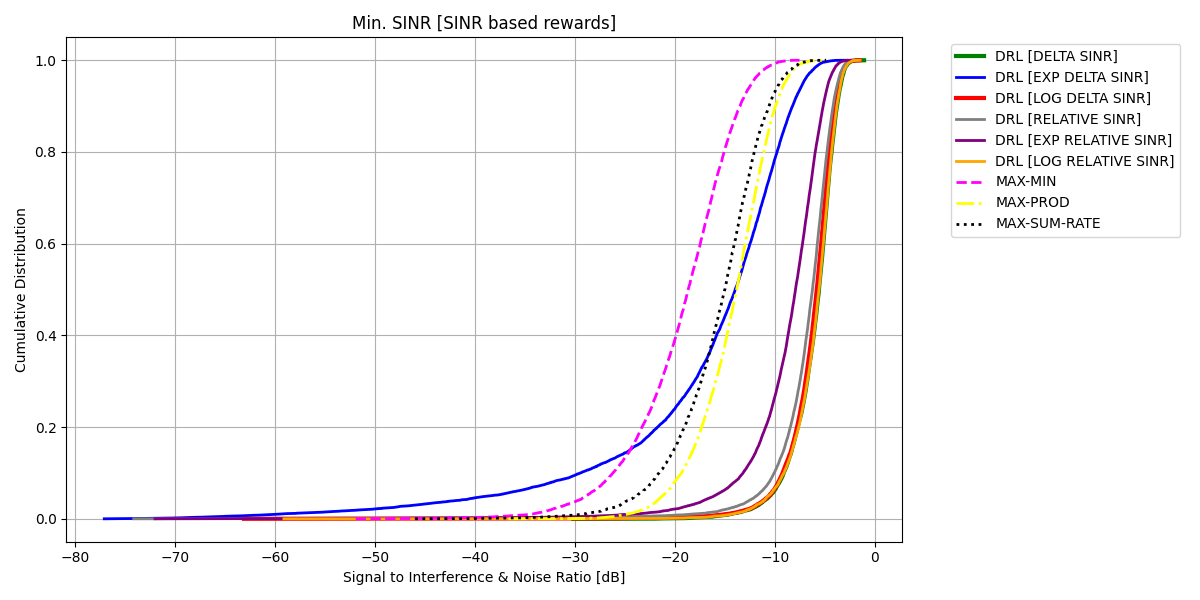 Min. SINR [SINR based rewards]
1.0
0.8
0.6
0.4
0.2
0.0
Cumulative Distribution
−80
−70
−60
−50
−40
−30
−20
−10
0
Signal to Interference & Noise Ratio [dB]
DRL [DELTA SINR]
DRL [EXP DELTA SINR]
DRL [LOG DELTA SINR]
DRL [RELATIVE SINR]
DRL [EXP RELATIVE SINR]
DRL [LOG RELATIVE SINR]
MAX-MIN
MAX-PROD
MAX-SUM-RATE